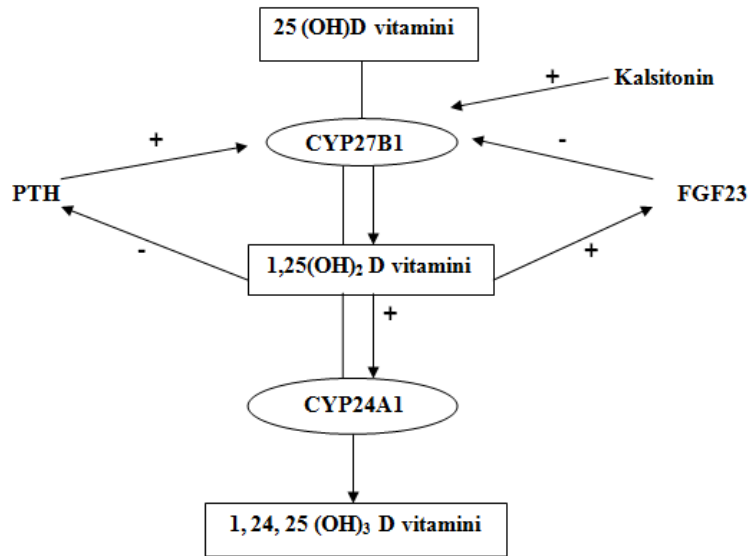 25 (OH)D vitamini
+
Kalsitonin
+
CYP27B1
-
PTH
FGF23
-
1,25(OH)₂ D vitamini
+
+
CYP24A1
1, 24, 25 (OH)₃ D vitamini